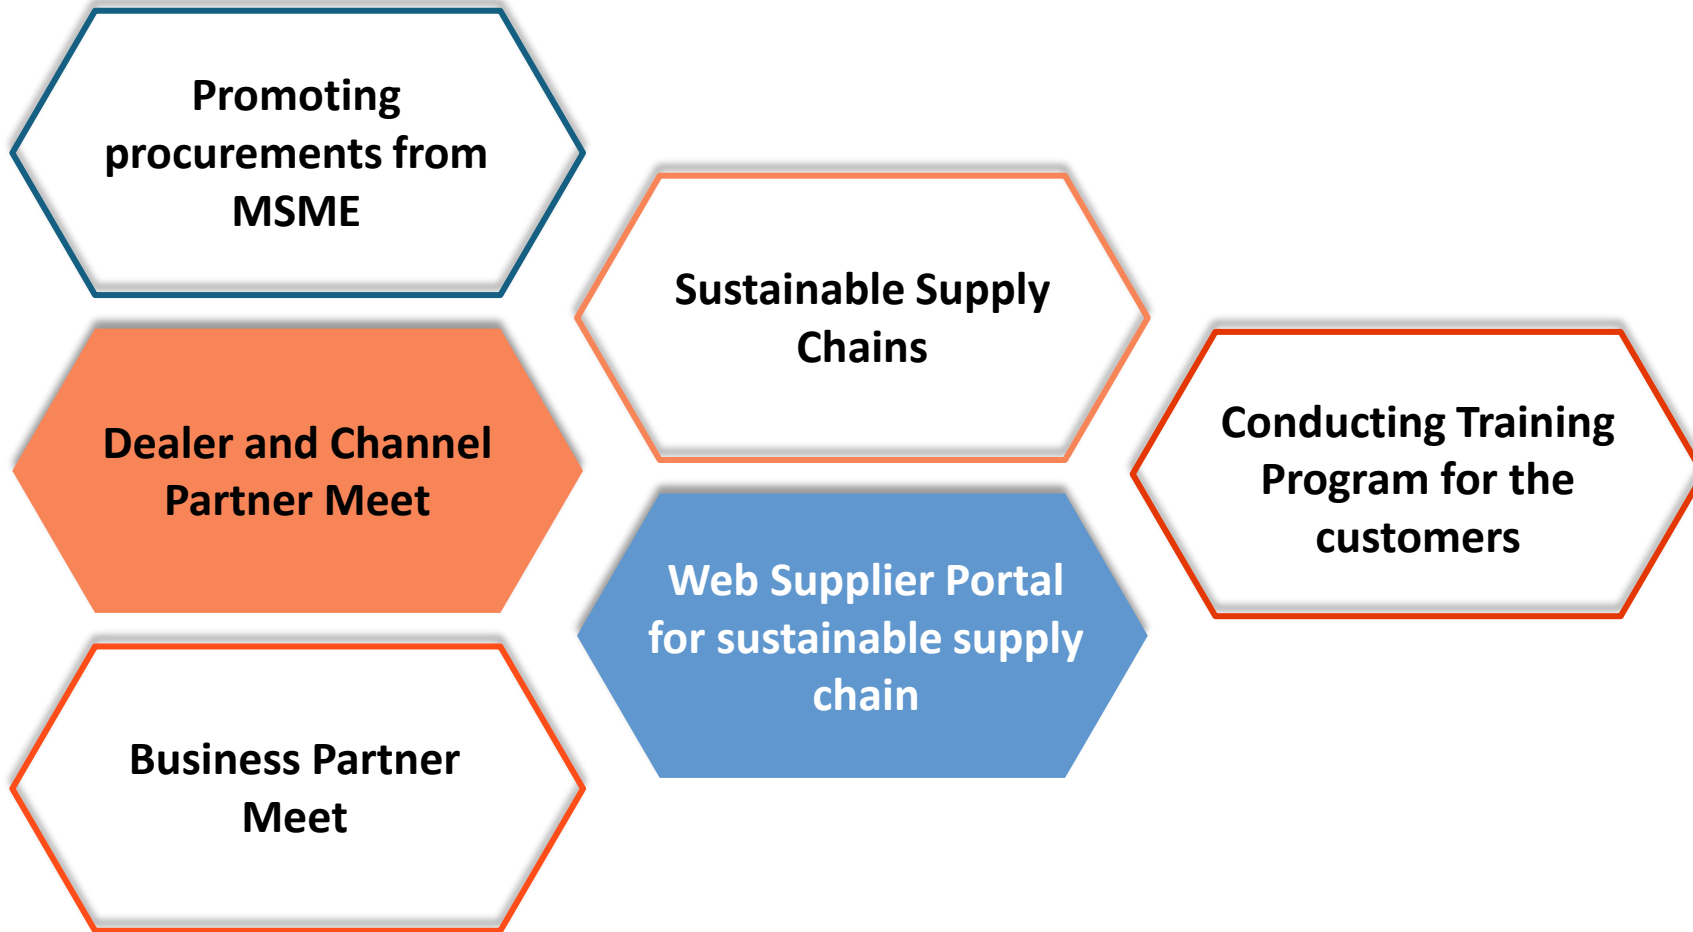 Promoting
procurements from
MSME
Dealer and Channel
Partner Meet
Business Partner
Meet
Sustainable Supply
Chains
Web Supplier Portal
for sustainable supply
chain
Conducting Training
Program for the
customers